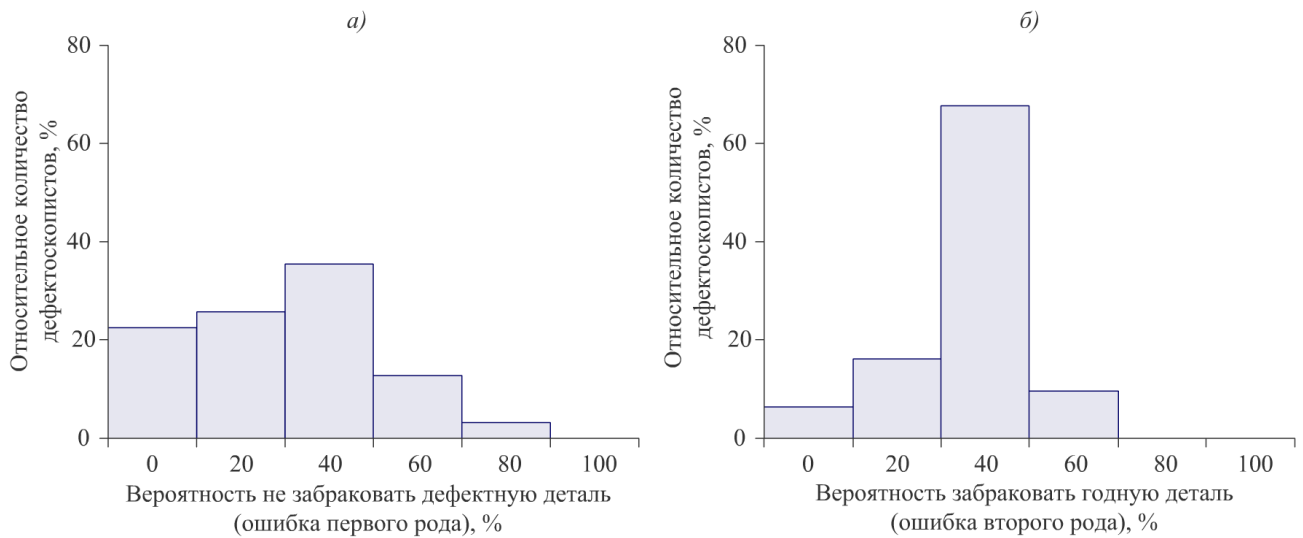 а)
Относительное количество
дефектоскопистов, %
80
60
40
20
0
0 20 40 60 80 100
Вероятность не забраковать дефектную деталь
(ошибка первого рода), %
б)
Относительное количество
дефектоскопистов, %
80
60
40
20
0
0 20 40 60 80 100
Вероятность забраковать годную деталь
(ошибка второго рода), %